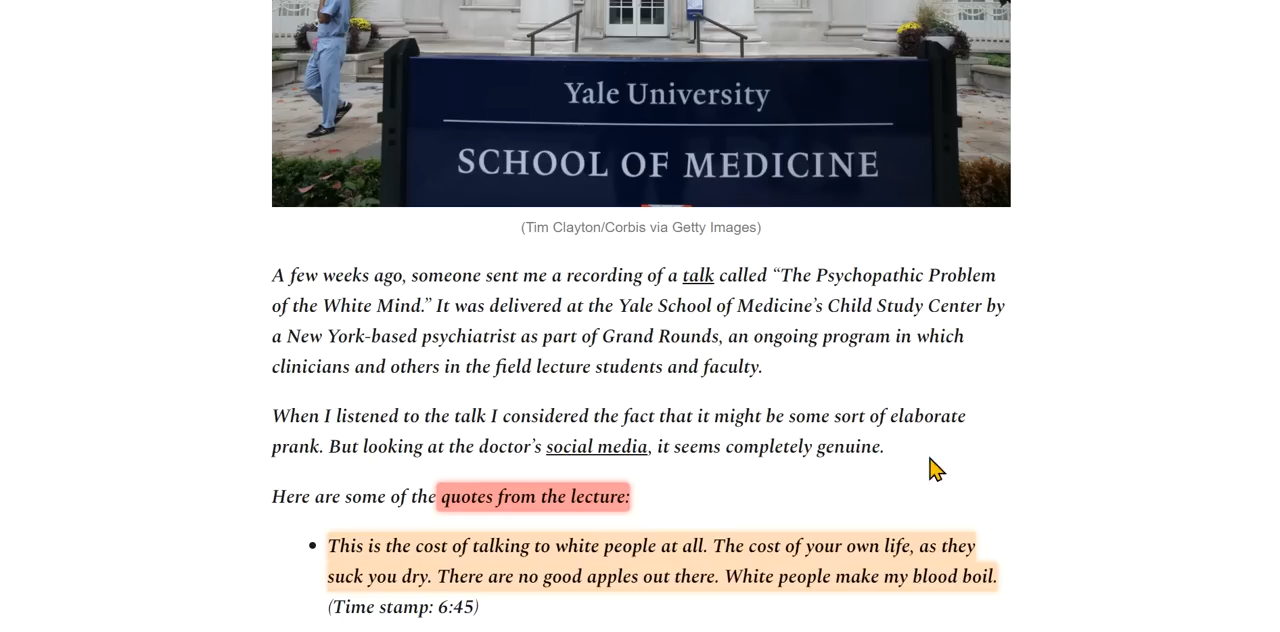 Yale University
SCHOOL OF MEDICINE
(Tim Clayton/Corbis via Getty Images)
A few weeks ago, someone sent me a recording of a talk called “The Psychopathic Problem
of the White Mind.” It was delivered at the Yale School of Medicine’s Child Study Center by
a New York-based psychiatrist as part of Grand Rounds, an ongoing program in which
clinicians and others in the field lecture students and faculty.
When I listened to the talk I considered the fact that it might be some sort of elaborate
prank. But looking at the doctor’s social media, it seems completely genuine.
Here are some of the quotes from the lecture:
• This is the cost of talking to white people at all. The cost of your own life, as they
suck you dry. There are no good apples out there. White people make my blood boil.
(Time stamp: 6:45)